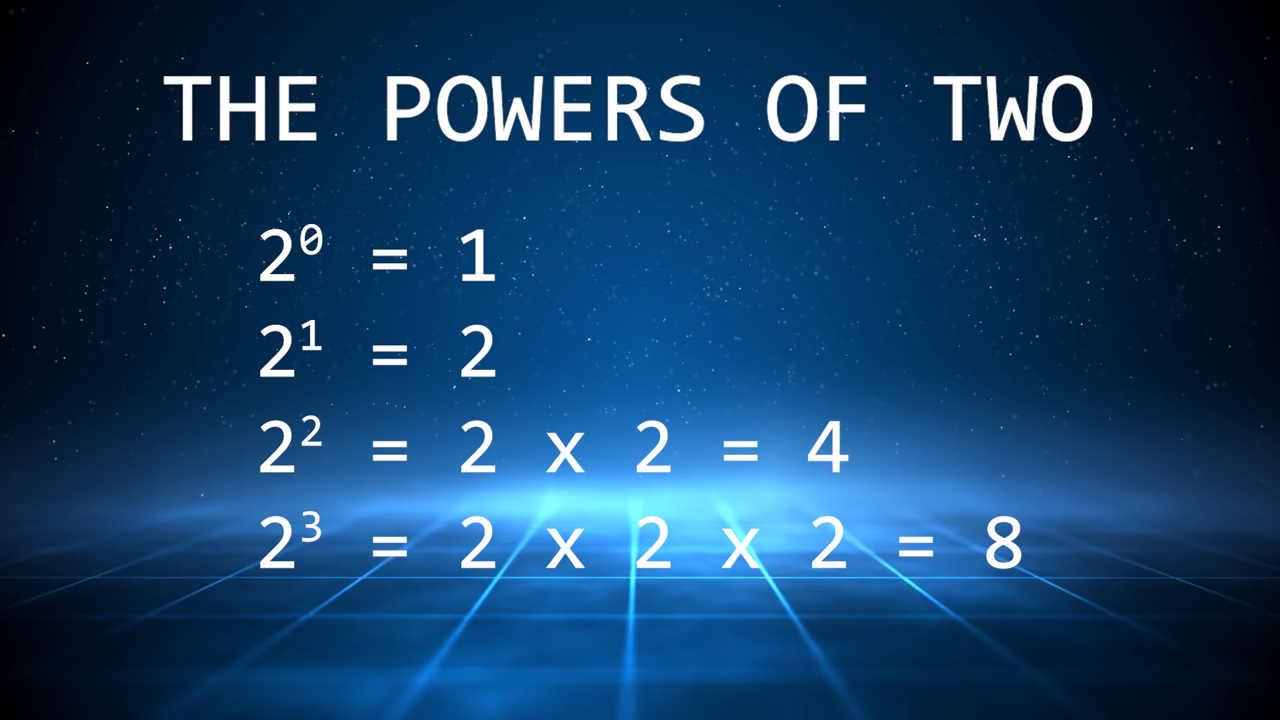 THE POWERS OF TWO
2⁰ = 1
2¹ = 2
2² = 2 x 2 = 4
2³ = 2 x 2 x 2 = 8